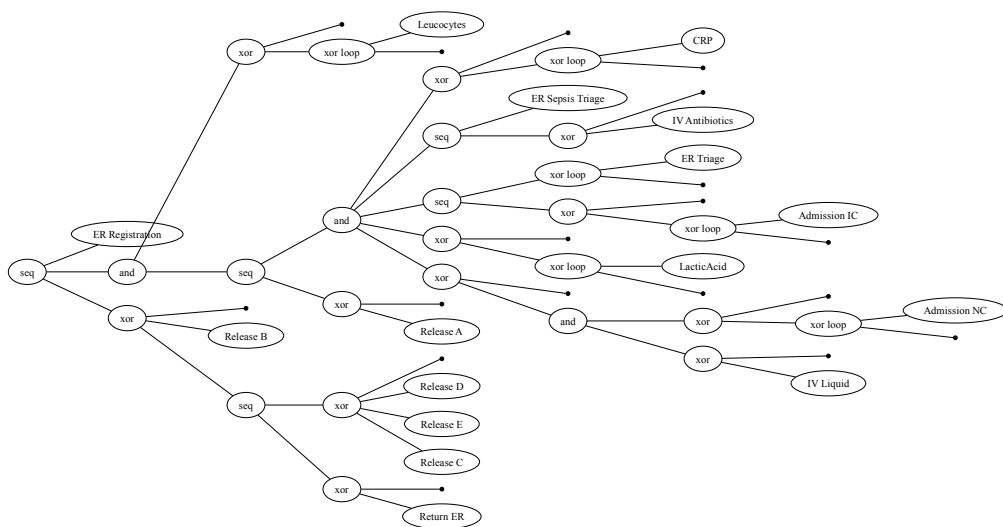 Leucocytes
xor
xor loop
CRP
xor
xor loop
ER Sepsis Triage
seq
xor
IV Antibiotics
ER Triage
xor loop
seq
xor
Admission IC
and
xor loop
ER Registration
xor
LacticAcid
seq
and
seq
xor
xor loop
xor
Admission NC
xor
and
xor
xor loop
Release B
Release A
xor
IV Liquid
Release D
seq
xor
Release E
Release C
xor
Return ER